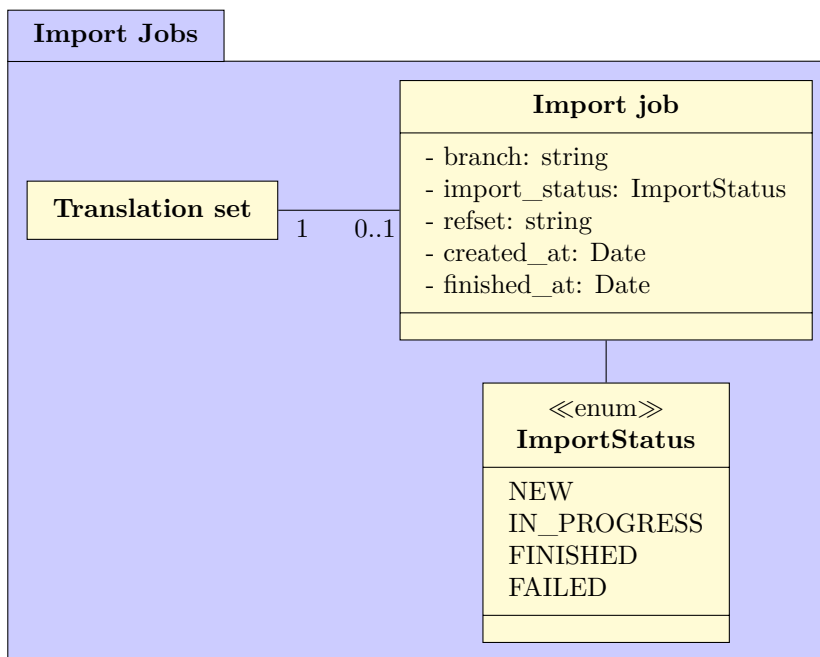 Import Jobs
Import job
- branch: string
- import_status: ImportStatus
- refset: string
- created_at: Date
- finished_at: Date
Translation set
1
0..1
≪enum≫
ImportStatus
NEW
IN_PROGRESS
FINISHED
FAILED